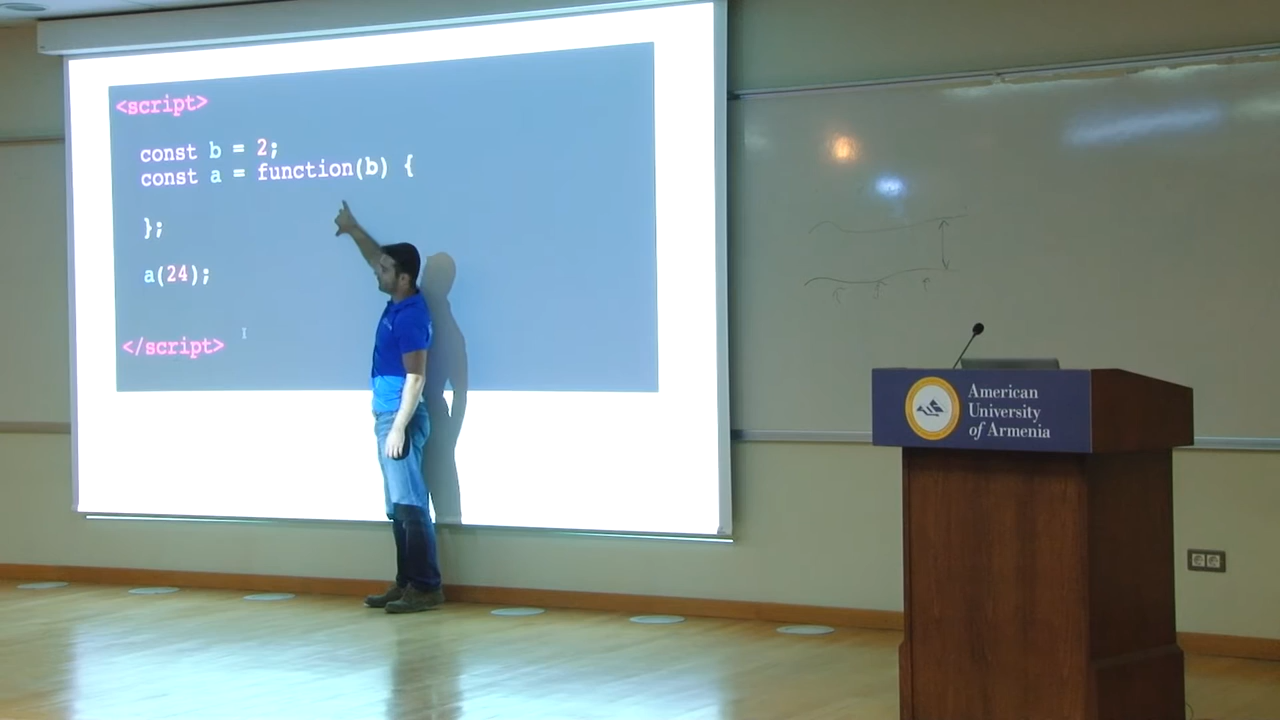 <script>
const b = 2;
const a = function(b) {
};
a(24);
</script>
American
University
of Armenia